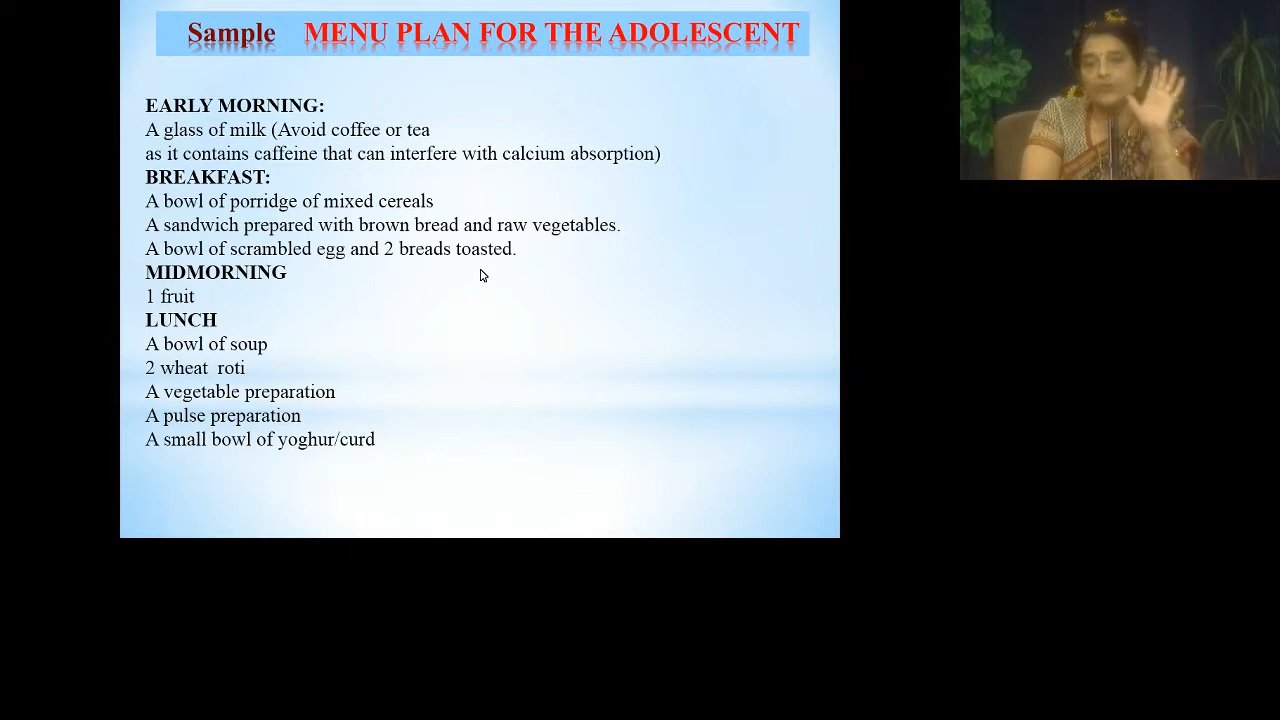 Sample MENU PLAN FOR THE ADOLESCENT
EARLY MORNING:
A glass of milk (Avoid coffee or tea
as it contains caffeine that can interfere with calcium absorption)
BREAKFAST:
A bowl of porridge of mixed cereals
A sandwich prepared with brown bread and raw vegetables.
A bowl of scrambled egg and 2 breads toasted.
MIDMORNING
1 fruit
LUNCH
A bowl of soup
2 wheat roti
A vegetable preparation
A pulse preparation
A small bowl of yoghur/curd